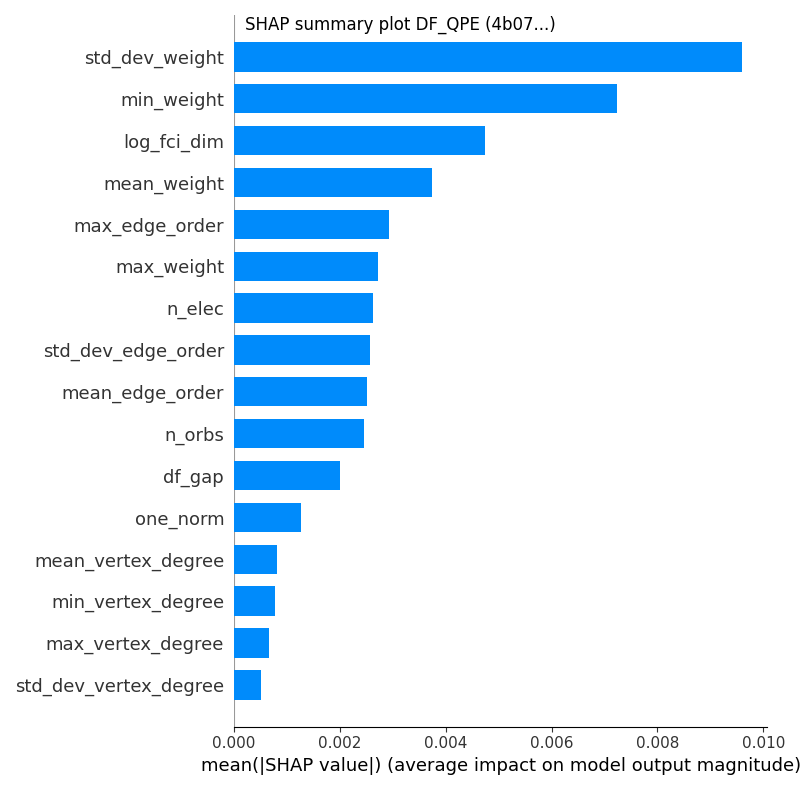 SHAP summary plot DF_QPE (4b07...)
std_dev_weight
min_weight
log_fci_dim
mean_weight
max_edge_order
max_weight
n_elec
std_dev_edge_order
mean_edge_order
n_orbs
df_gap
one_norm
mean_vertex_degree
min_vertex_degree
max_vertex_degree
std_dev_vertex_degree
0.000 0.002 0.004 0.006 0.008 0.010
mean(|SHAP value|) (average impact on model output magnitude)